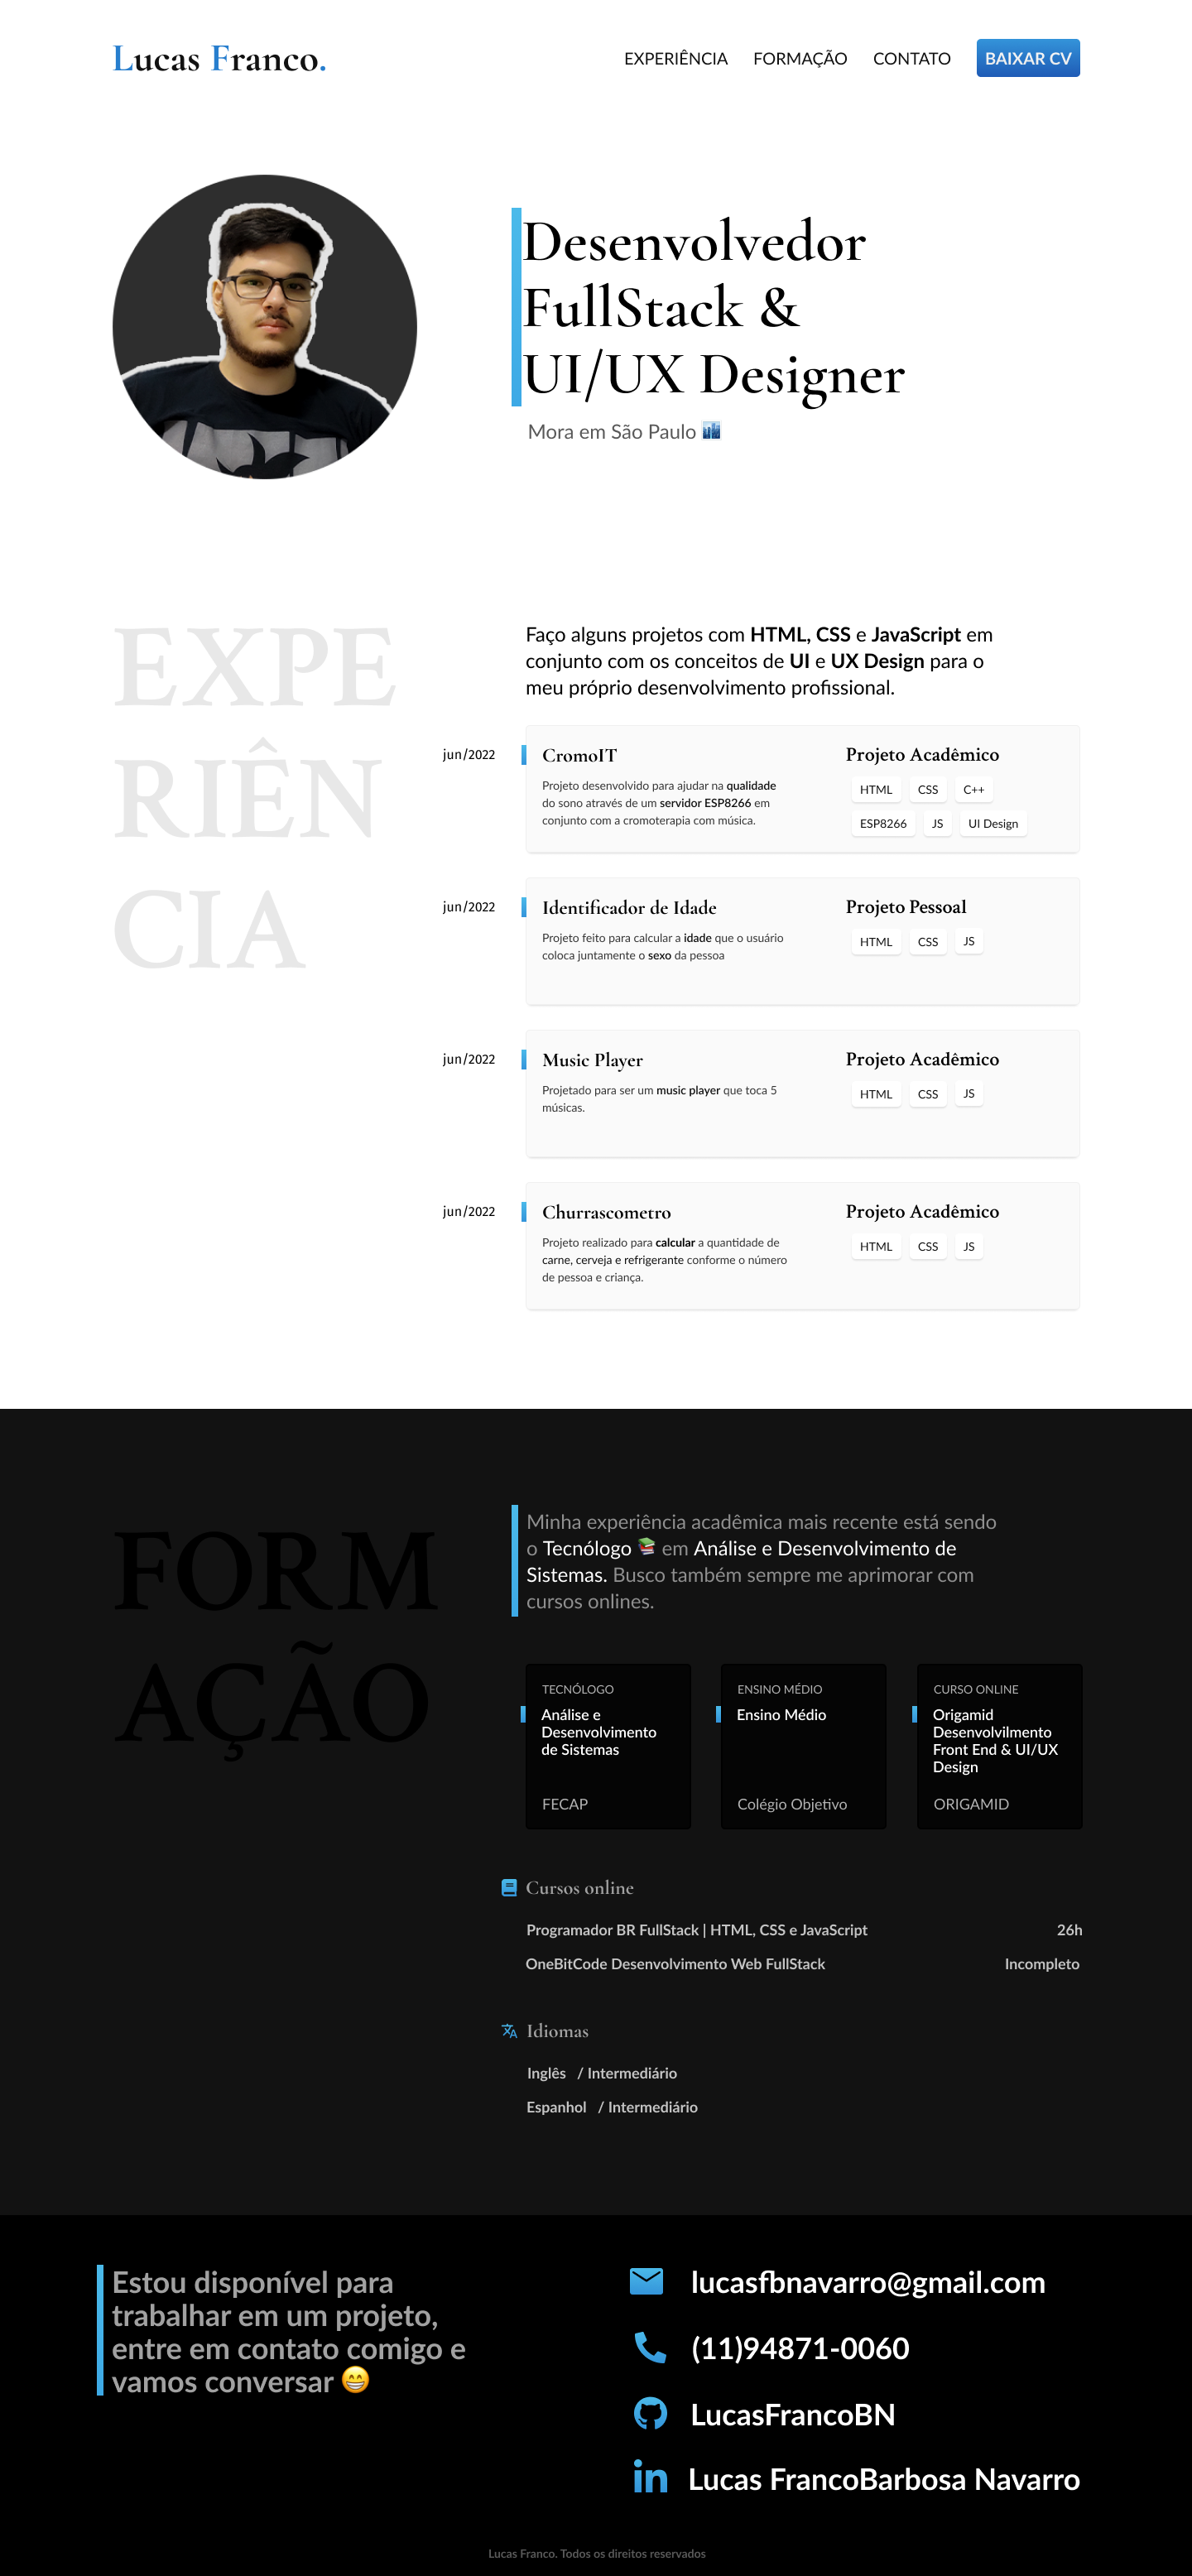 Lucas Franco.
EXPERIÊNCIA FORMAÇÃO CONTATO BAIXAR CV
Desenvolvedor
FullStack &
UI/UX Designer
Mora em São Paulo
EXPE
RIÊN
CIA
Faço alguns projetos com HTML, CSS e JavaScript em
conjunto com os conceitos de UI e UX Design para o
meu próprio desenvolvimento profissional.
jun/2022
CromoIT
Projeto desenvolvido para ajudar na qualidade
do sono através de um servidor ESP8266 em
conjunto com a cromoterapia com música.
Projeto Acadêmico
HTML CSS C++
ESP8266 JS UI Design
jun/2022
Identificador de Idade
Projeto feito para calcular a idade que o usuário
coloca juntamente o sexo da pessoa
Projeto Pessoal
HTML CSS JS
jun/2022
Music Player
Projetado para ser um music player que toca 5
músicas.
Projeto Acadêmico
HTML CSS JS
jun/2022
Churrascometro
Projeto realizado para calcular a quantidade de
carne, cerveja e refrigerante conforme o número
de pessoa e criança.
Projeto Acadêmico
HTML CSS JS
FORM
AÇÃO
Minha experiência acadêmica mais recente está sendo
o Tecnólogo 📚 em Análise e Desenvolvimento de
Sistemas. Busco também sempre me aprimorar com
cursos onlines.
TECNÓLOGO
Análise e
Desenvolvimento
de Sistemas
FECAP
ENSINO MÉDIO
Ensino Médio
Colégio Objetivo
CURSO ONLINE
Origamid
Desenvolvilmento
Front End & UI/UX
Design
ORIGAMID
Cursos online
Programador BR FullStack | HTML, CSS e JavaScript 26h
OneBitCode Desenvolvimento Web FullStack Incompleto
Idiomas
Inglês / Intermediário
Espanhol / Intermediário
Estou disponível para
trabalhar em um projeto,
entre em contato comigo e
vamos conversar 😁
lucasfbnavarro@gmail.com
(11)94871-0060
LucasFrancoBN
Lucas FrancoBarbosa Navarro
Lucas Franco. Todos os direitos reservados